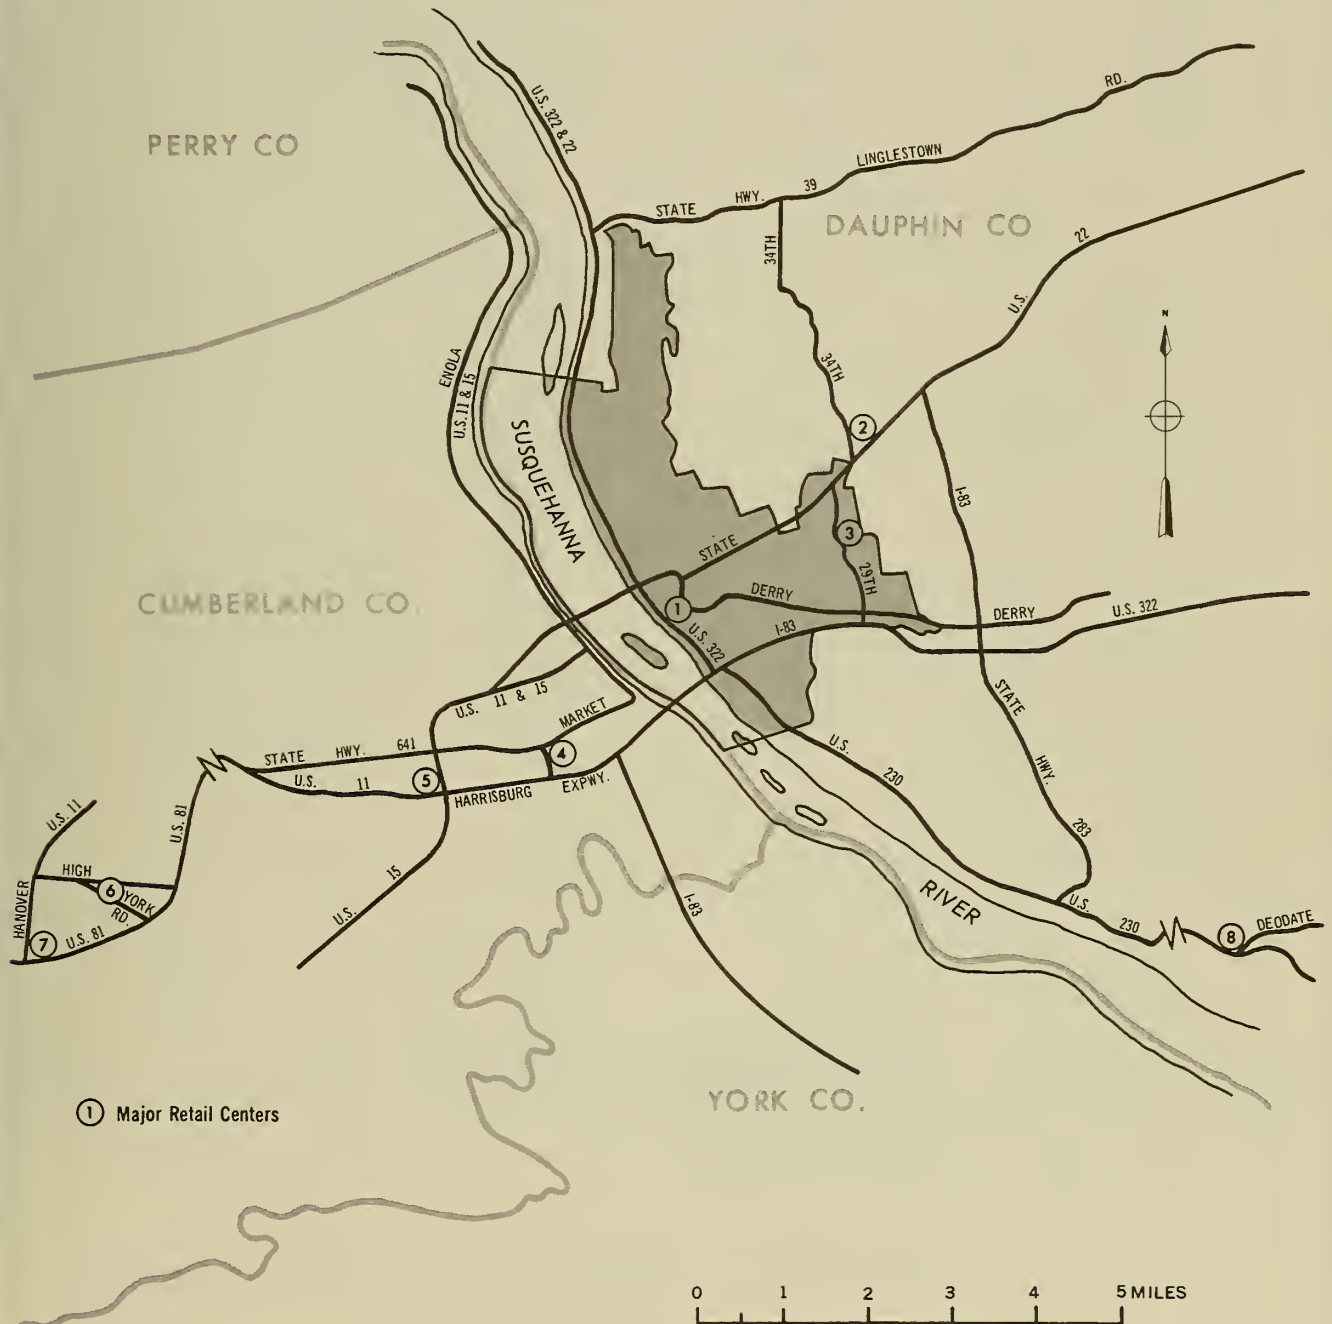 U.S. 322 & 22
PERRY CO
STATE HWY. 39 LINGLESTOWN RD.
DAUPHIN CO
34TH
U.S. 22
N
34TH
ENOLA
U.S. 11 & 15
SUSQUEHANNA
2
I-83
3
STATE
29TH
CUMBERLAND CO.
1
DERRY
DERRY
U.S. 322
U.S. 322
I-83
U.S. 11 & 15
MARKET
STATE HWY. 641
4
5
U.S. 11
HARRISBURG EXPWY.
STATE HWY. 283
U.S. 230
U.S. 11
U.S. 81
HIGH
6
YORK RD.
HANOVER
7
U.S. 81
U.S. 15
I-83
RIVER
U.S. 230
8
DEODATE
YORK CO.
1 Major Retail Centers
0 1 2 3 4 5 MILES